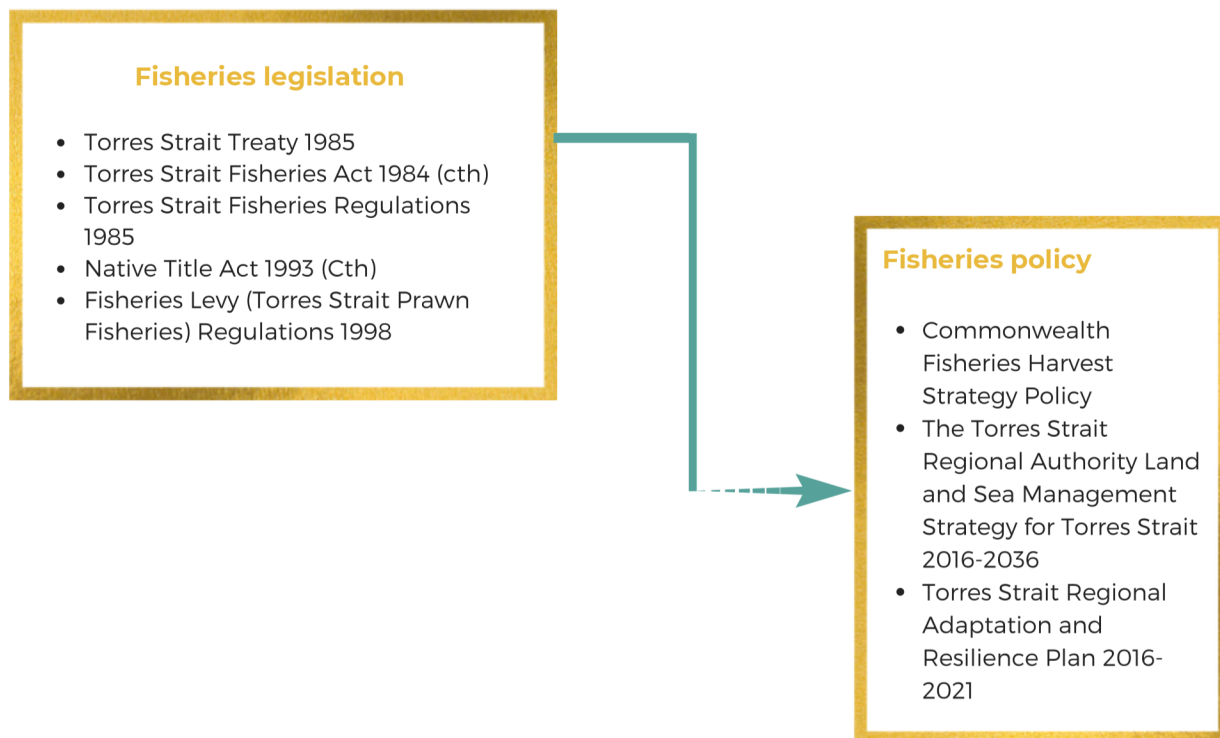 Fisheries legislation
• Torres Strait Treaty 1985
• Torres Strait Fisheries Act 1984 (cth)
• Torres Strait Fisheries Regulations
1985
• Native Title Act 1993 (Cth)
• Fisheries Levy (Torres Strait Prawn
Fisheries) Regulations 1998
Fisheries policy
• Commonwealth
Fisheries Harvest
Strategy Policy
• The Torres Strait
Regional Authority Land
and Sea Management
Strategy for Torres Strait
2016-2036
• Torres Strait Regional
Adaptation and
Resilience Plan 2016-
2021